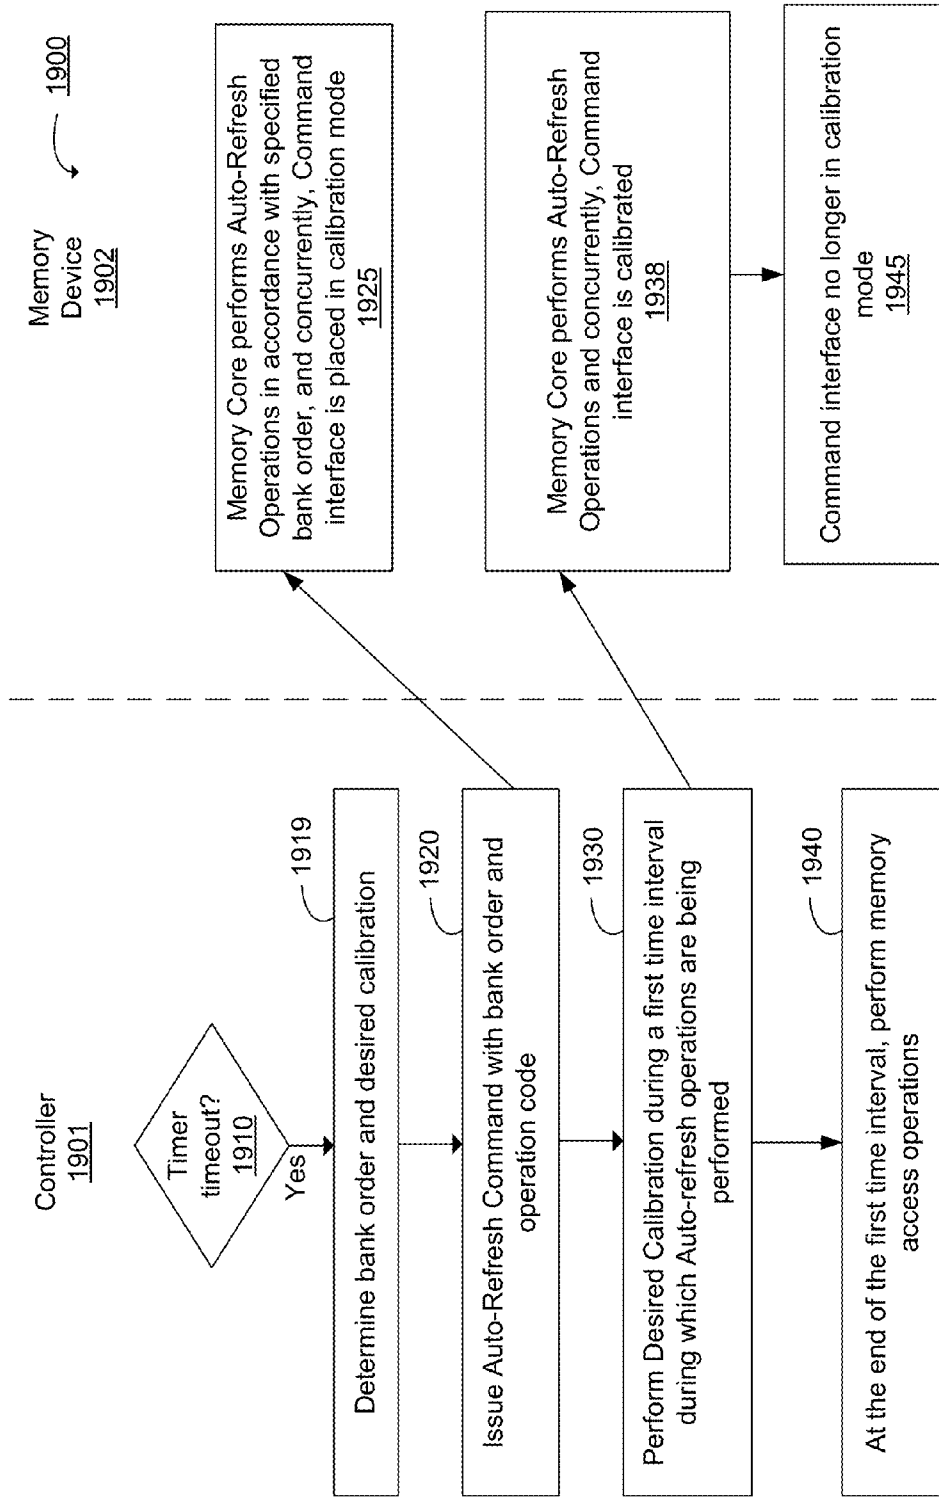 Controller
1901
Memory
Device
1902
1900
Timer
timeout?
1910
Yes
1919
Determine bank order and desired calibration
1920
Issue Auto-Refresh Command with bank order and
operation code
Memory Core performs Auto-Refresh
Operations in accordance with specified
bank order, and concurrently, Command
interface is placed in calibration mode
1925
1930
Perform Desired Calibration during a first time interval
during which Auto-refresh operations are being
performed
Memory Core performs Auto-Refresh
Operations and concurrently, Command
interface is calibrated
1938
1940
At the end of the first time interval, perform memory
access operations
Command interface no longer in calibration
mode
1945